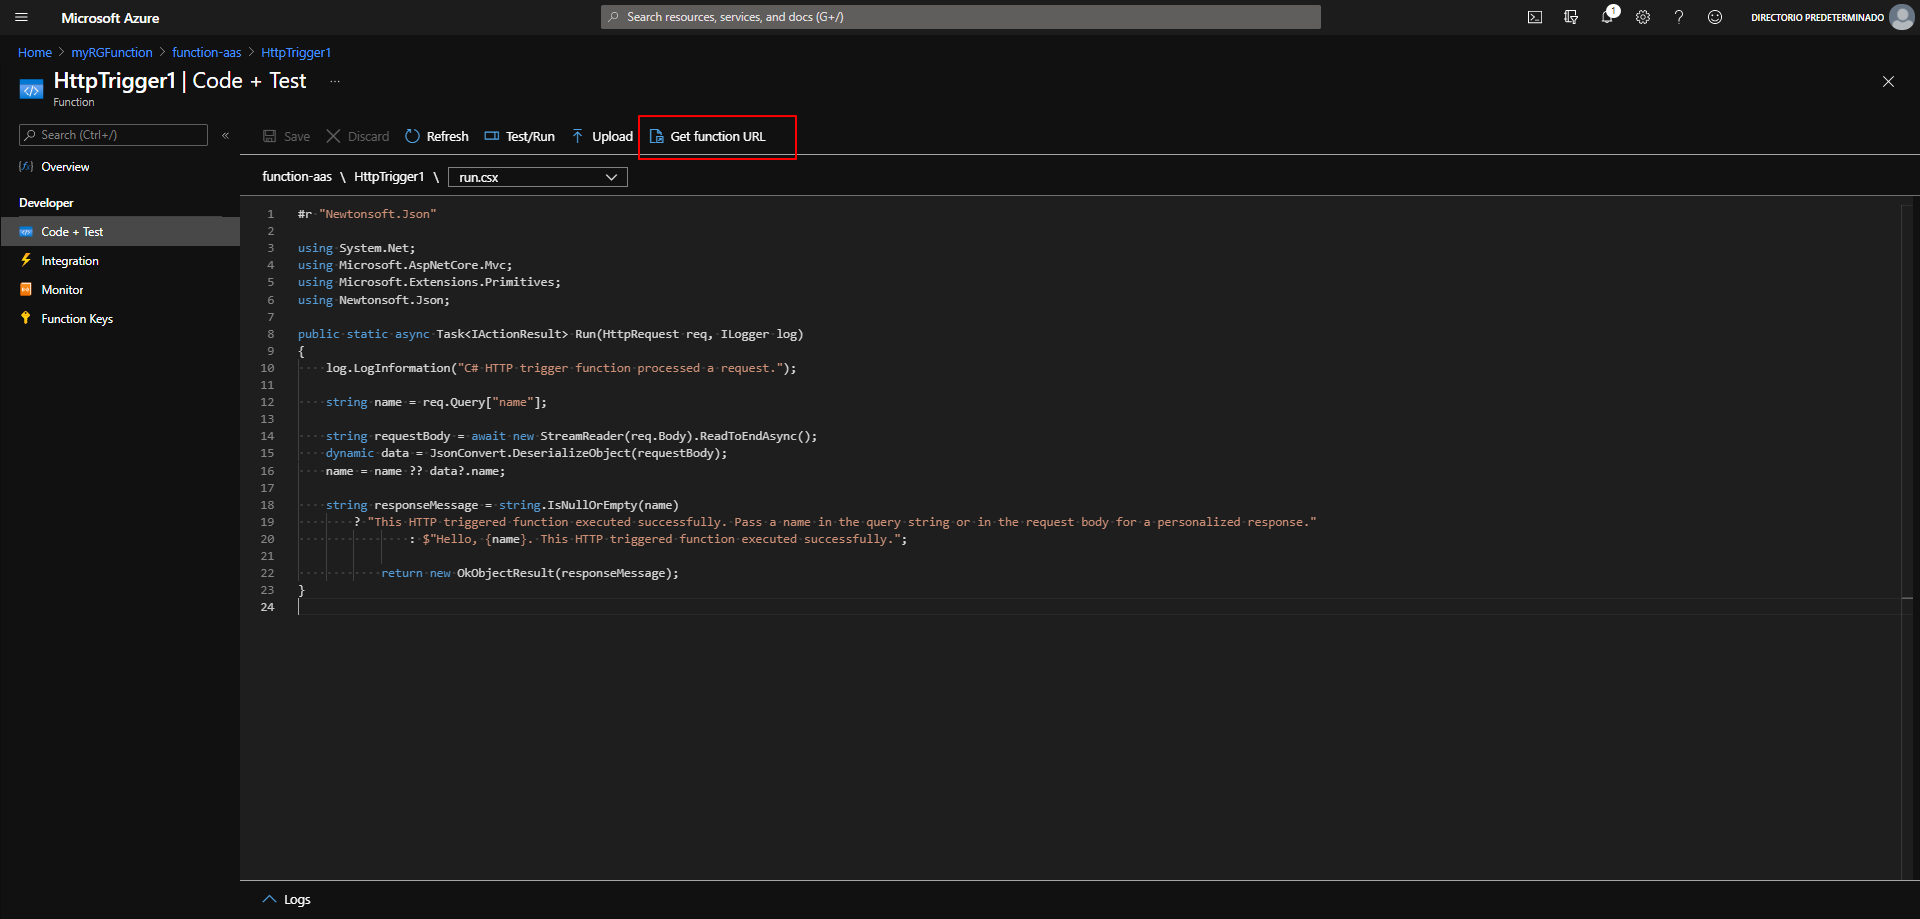 Microsoft Azure
Search resources, services, and docs (G+/)
1
DIRECTORIO PREDETERMINADO
Home > myRGFunction > function-aas > HttpTrigger1
HttpTrigger1 | Code + Test ...
Function
Search (Ctrl+/)
«
Save
Discard
Refresh
Test/Run
Upload
Get function URL
Overview
Developer
Code + Test
Integration
Monitor
Function Keys
function-aas \ HttpTrigger1 \ run.csx
1 #r "Newtonsoft.Json"
2
3 using System.Net;
4 using Microsoft.AspNetCore.Mvc;
5 using Microsoft.Extensions.Primitives;
6 using Newtonsoft.Json;
7
8 public static async Task<IActionResult> Run(HttpRequest req, ILogger log)
9 {
10 log.LogInformation("C# HTTP trigger function processed a request.");
11
12 string name = req.Query["name"];
13
14 string requestBody = await new StreamReader(req.Body).ReadToEndAsync();
15 dynamic data = JsonConvert.DeserializeObject(requestBody);
16 name = name ?? data?.name;
17
18 string responseMessage = string.IsNullOrEmpty(name)
19 ? "This HTTP triggered function executed successfully. Pass a name in the query string or in the request body for a personalized response."
20 : $"Hello, {name}. This HTTP triggered function executed successfully.";
21
22 return new OkObjectResult(responseMessage);
23 }
24
Logs